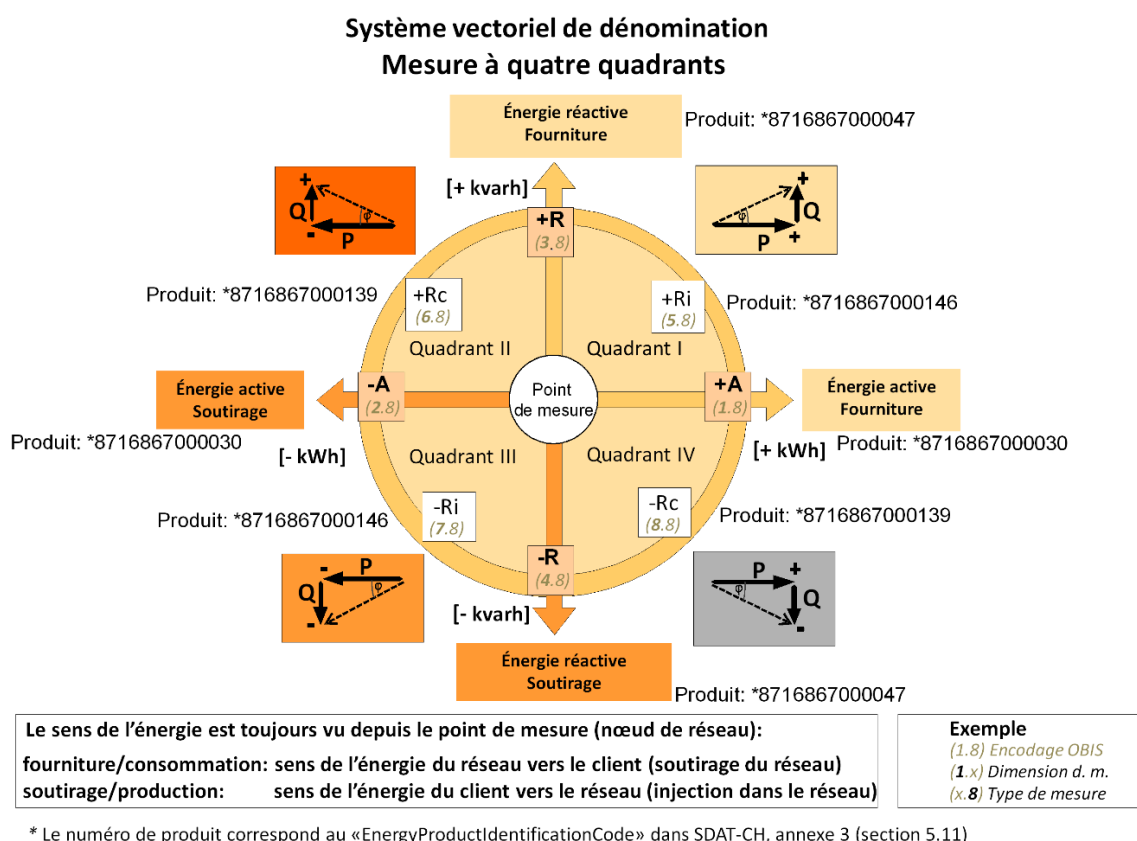 Système vectoriel de dénomination
Mesure à quatre quadrants
Énergie réactive
Fourniture
Produit: *8716867000047
[+ kvarh]
+
Q
-
φ
P
+R
(3.8)
+
φ
Q
P
+
Produit: *8716867000139
+Rc
(6.8)
+Ri
(5.8)
Produit: *8716867000146
Quadrant II
Quadrant I
Énergie active
Soutirage
-A
(2.8)
Point
de mesure
+A
(1.8)
Énergie active
Fourniture
Produit: *8716867000030
[- kWh]
[+ kWh]
Produit: *8716867000030
Quadrant III
Quadrant IV
Produit: *8716867000146
-Ri
(7.8)
-Rc
(8.8)
Produit: *8716867000139
-
P
Q
φ
-
-R
(4.8)
P
+
φ
Q
-
[- kvarh]
Énergie réactive
Soutirage
Produit: *8716867000047
Le sens de l’énergie est toujours vu depuis le point de mesure (nœud de réseau):
fourniture/consommation: sens de l’énergie du réseau vers le client (soutirage du réseau)
soutirage/production: sens de l’énergie du client vers le réseau (injection dans le réseau)
Exemple
(1.8) Encodage OBIS
(1.x) Dimension d. m.
(x.8) Type de mesure
* Le numéro de produit correspond au «EnergyProductIdentificationCode» dans SDAT-CH, annexe 3 (section 5.11)